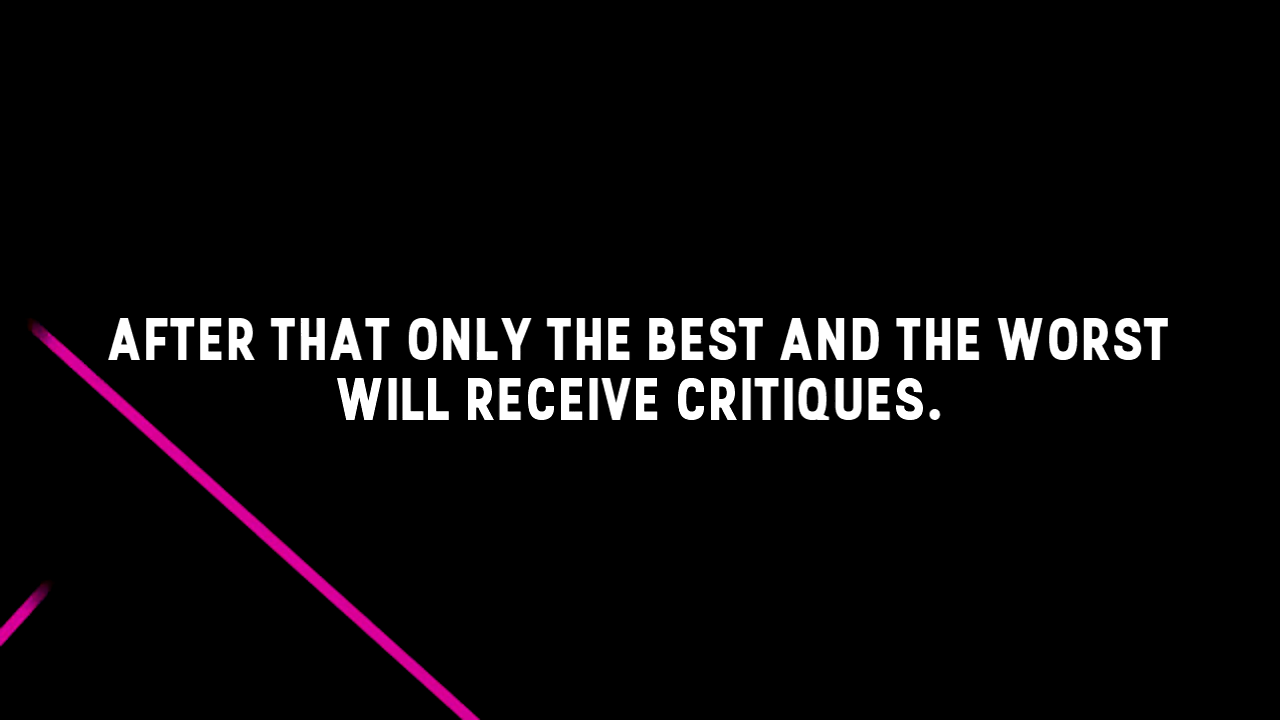 AFTER THAT ONLY THE BEST AND THE WORST
WILL RECEIVE CRITIQUES.